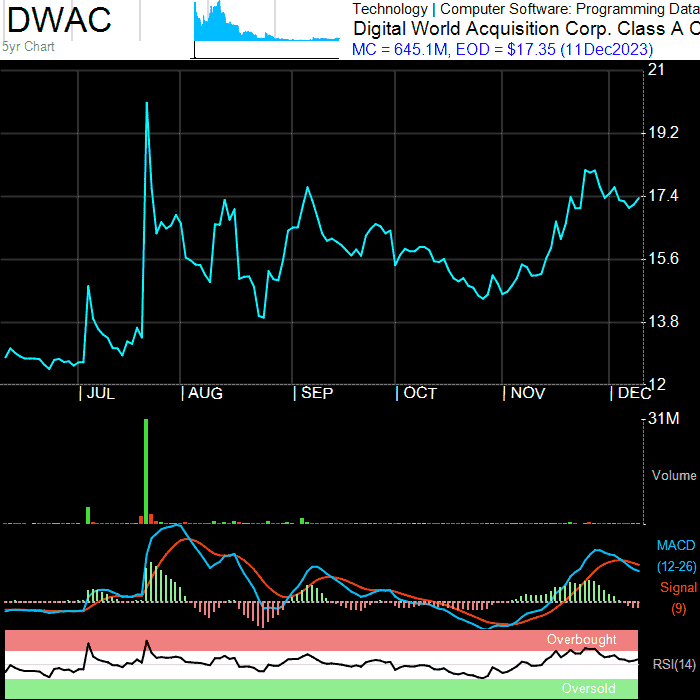 DWAC
5yr Chart
Technology | Computer Software: Programming Data
Digital World Acquisition Corp. Class A C
MC = 645.1M, EOD = $17.35 (11Dec2023)
21
19.2
17.4
15.6
13.8
12
| JUL | AUG | SEP | OCT | NOV | DEC
31M
Volume
MACD
(12-26)
Signal
(9)
Overbought
RSI(14)
Oversold